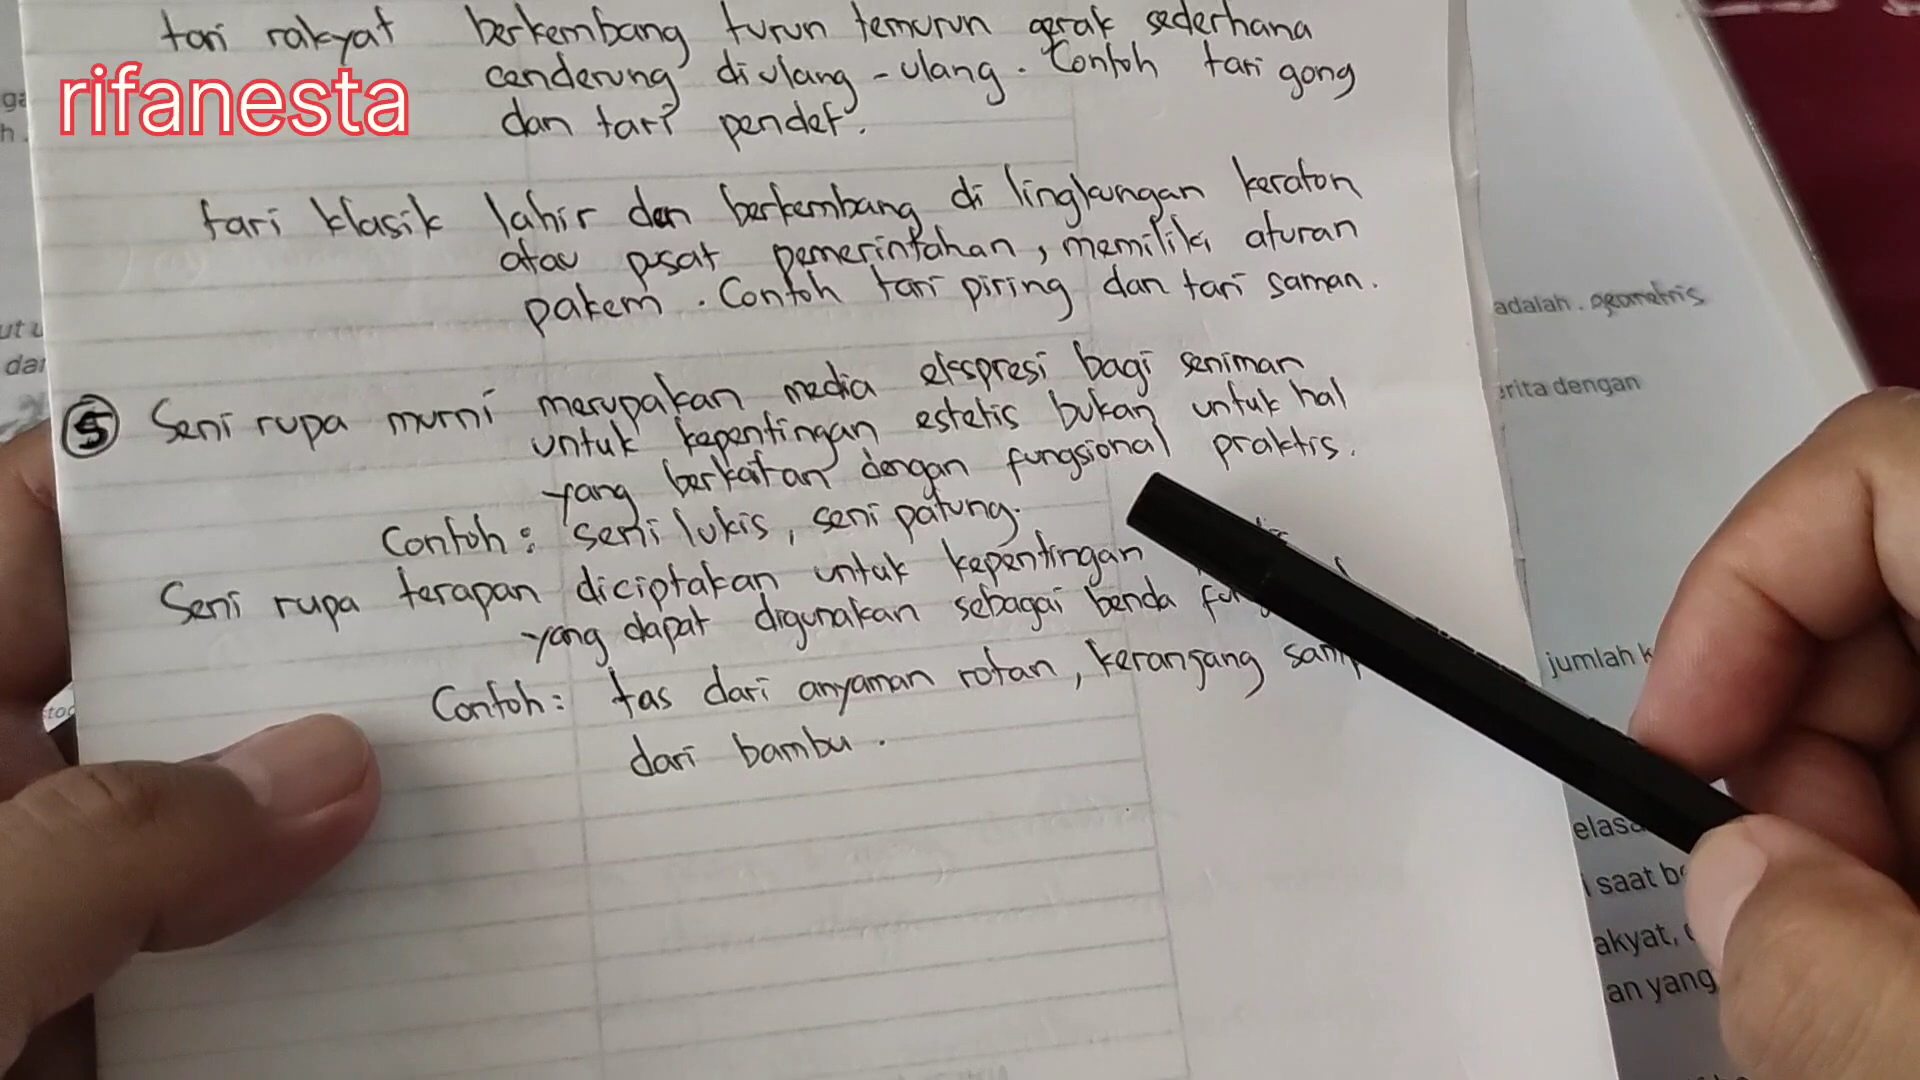 tari rakyat berkembang turun temurun gerak sederhana
cenderung diulang-ulang. Contoh tari gong
dan tari pendet.
rifanesta
tari klasik lahir dan berkembang di lingkungan keraton
atau pusat pemerintahan, memiliki aturan
pakem. Contoh tari piring dan tari saman.
5 Seni rupa murni merupakan media ekspresi bagi seniman
untuk kepentingan estetis bukan untuk hal
yang berkaitan dengan fungsional praktis.
Contoh: seni lukis, seni patung.
Seni rupa terapan diciptakan untuk kepentingan
yang dapat digunakan sebagai benda
Contoh: tas dari anyaman rotan, keranjang
dari bambu.
adalah. geometris
rita dengan
jumlah
saat
akyat,
an yang